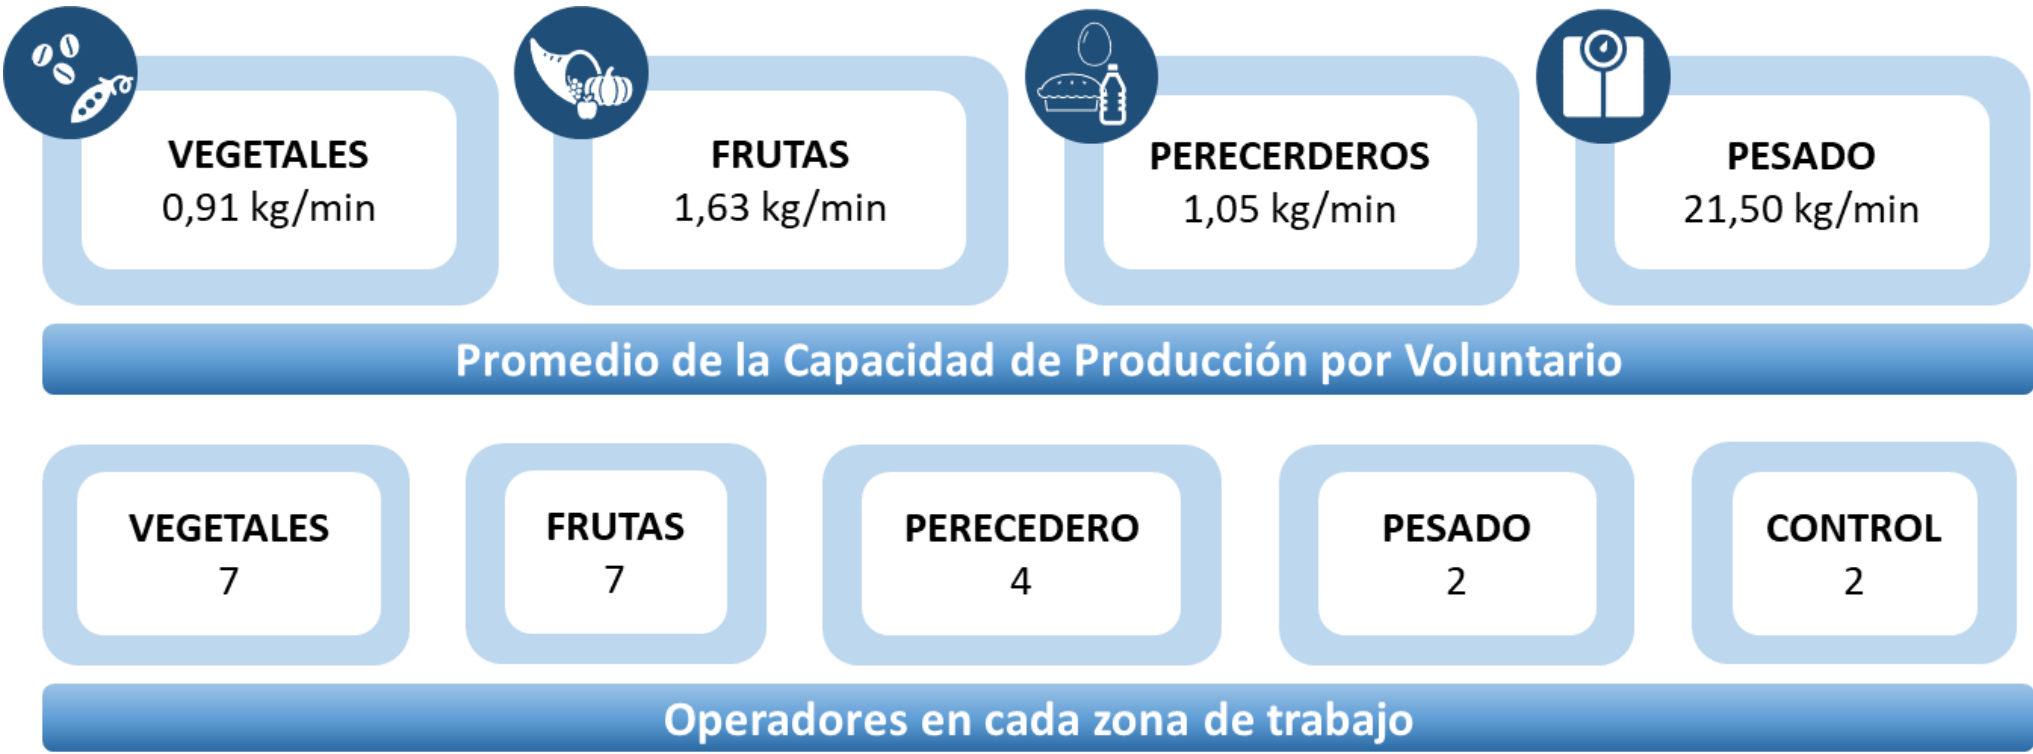 VEGETALES
0,91 kg/min
FRUTAS
1,63 kg/min
PERECERDEROS
1,05 kg/min
PESADO
21,50 kg/min
Promedio de la Capacidad de Producción por Voluntario
VEGETALES
7
FRUTAS
7
PERECEDERO
4
PESADO
2
CONTROL
2
Operadores en cada zona de trabajo